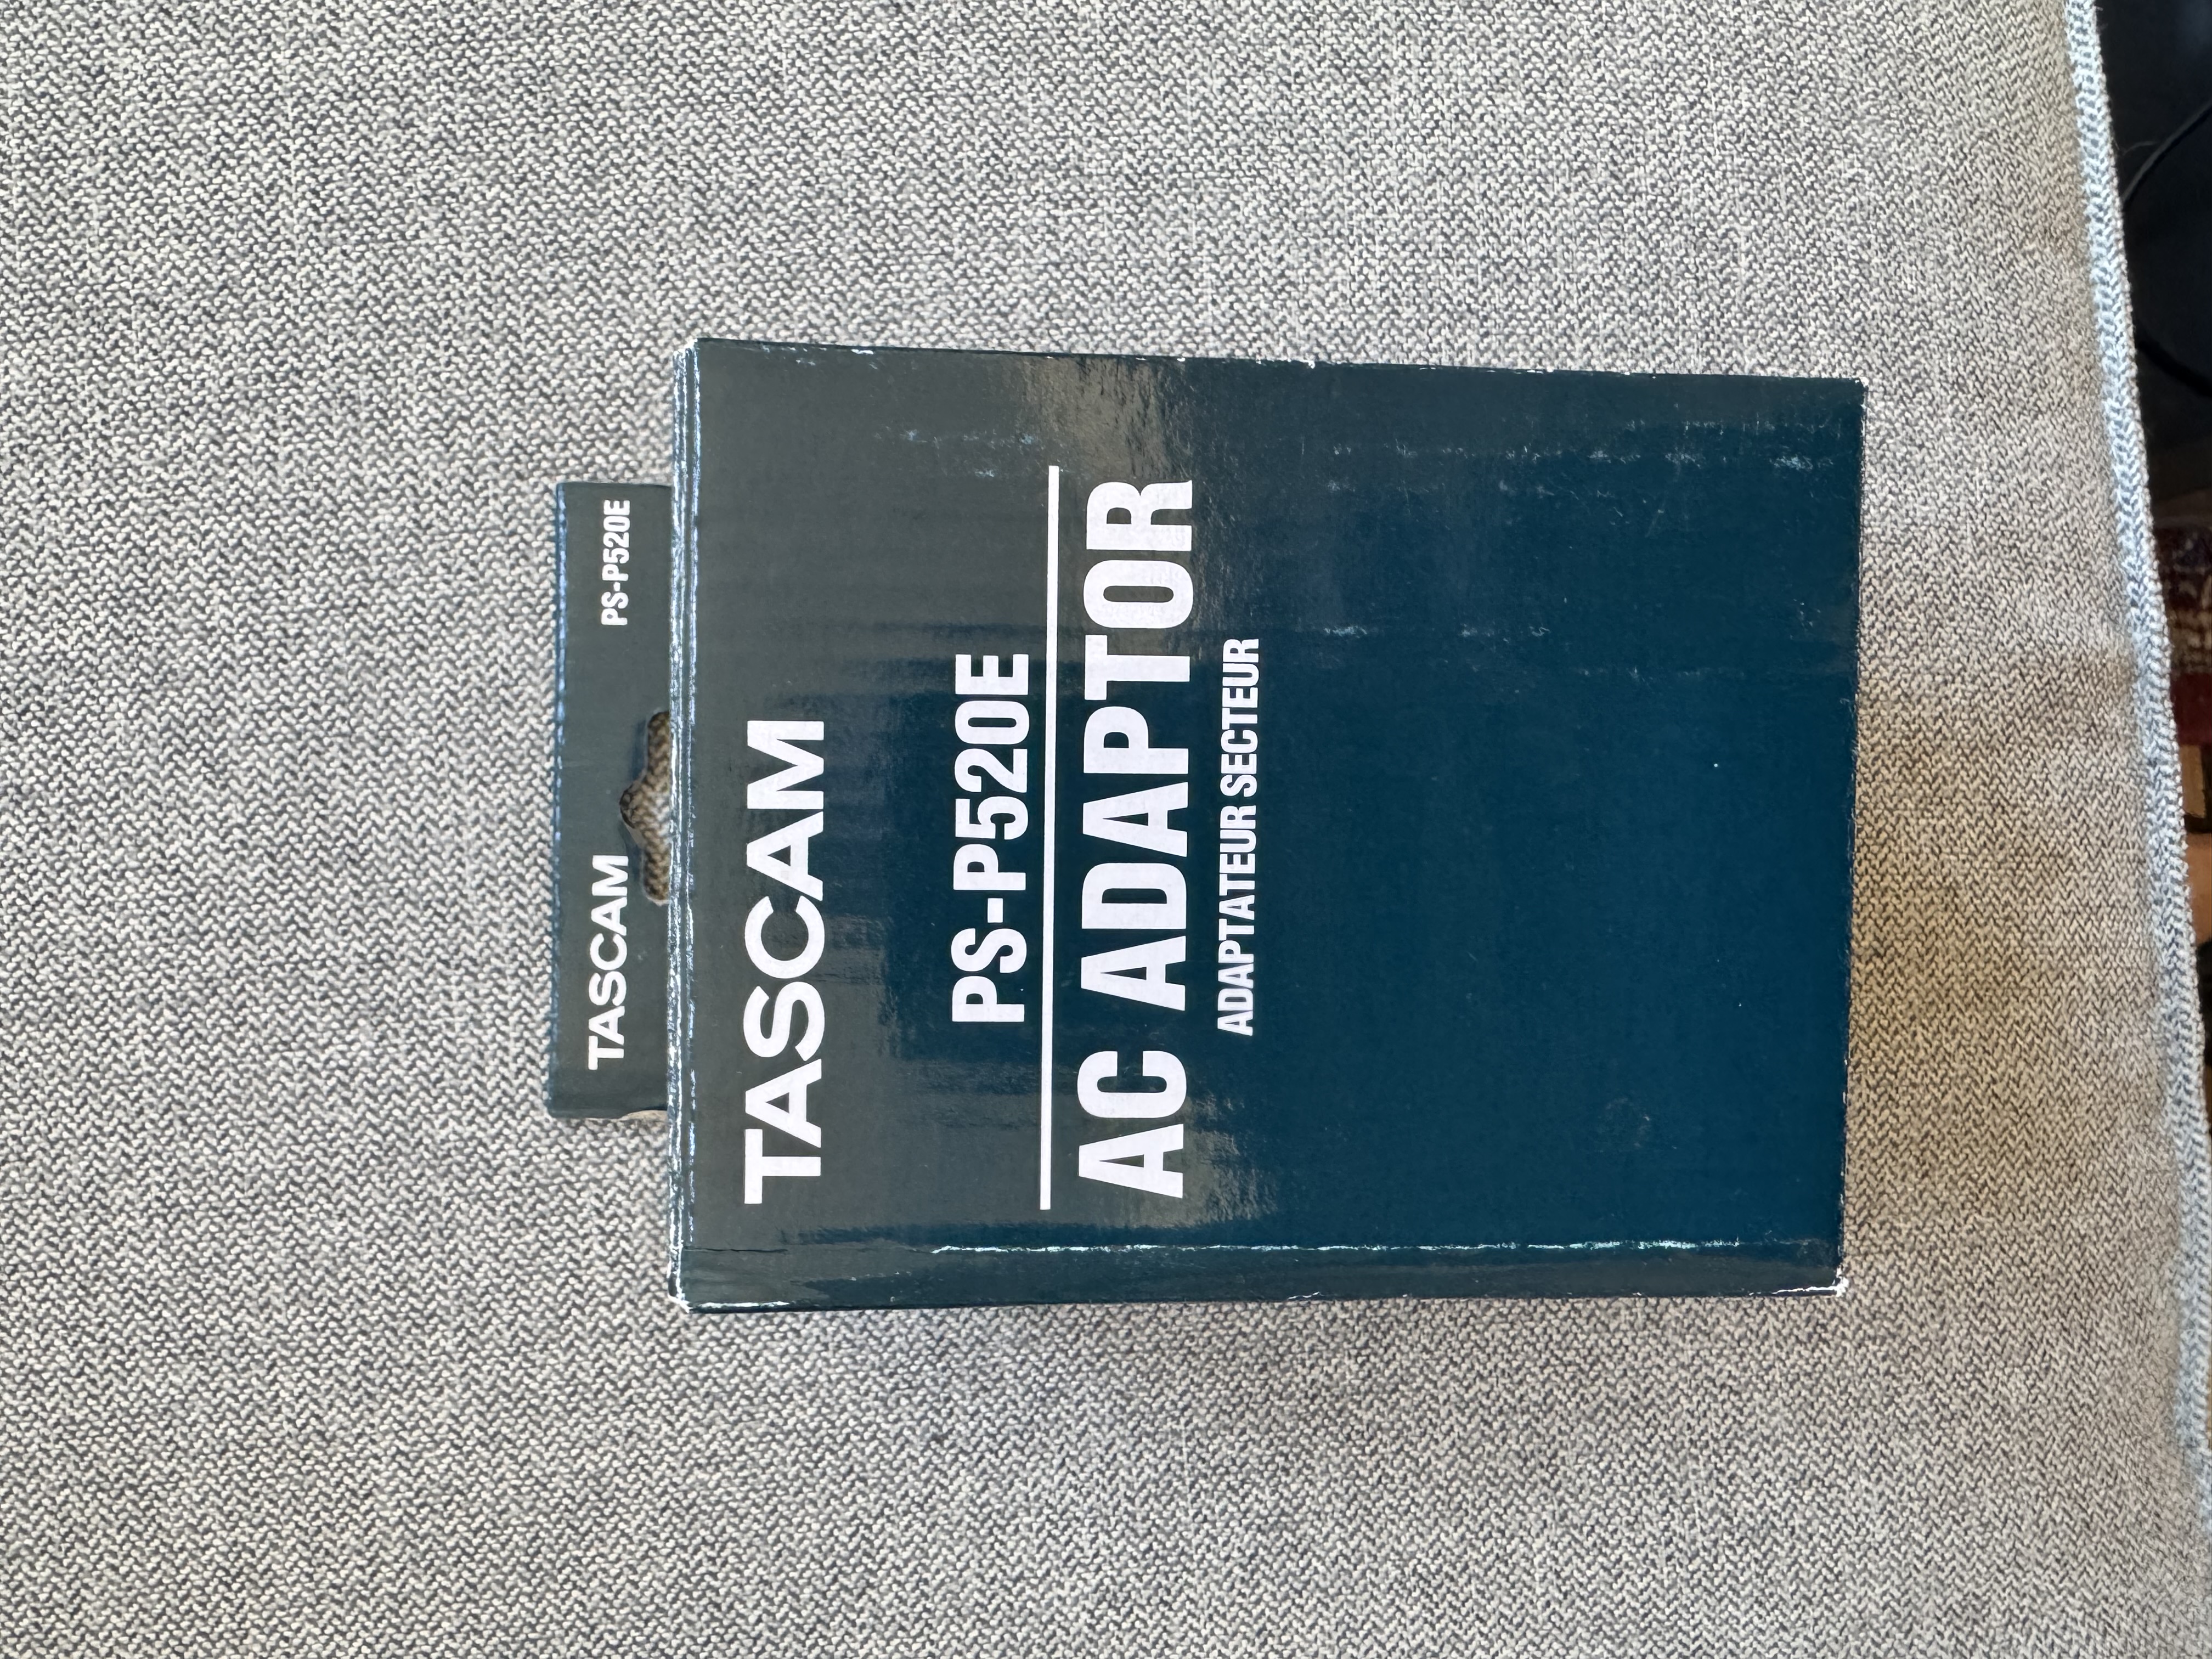 TASCAM PS-P520E
TASCAM
PS-P520E
AC ADAPTOR
ADAPTATEUR SECTEUR